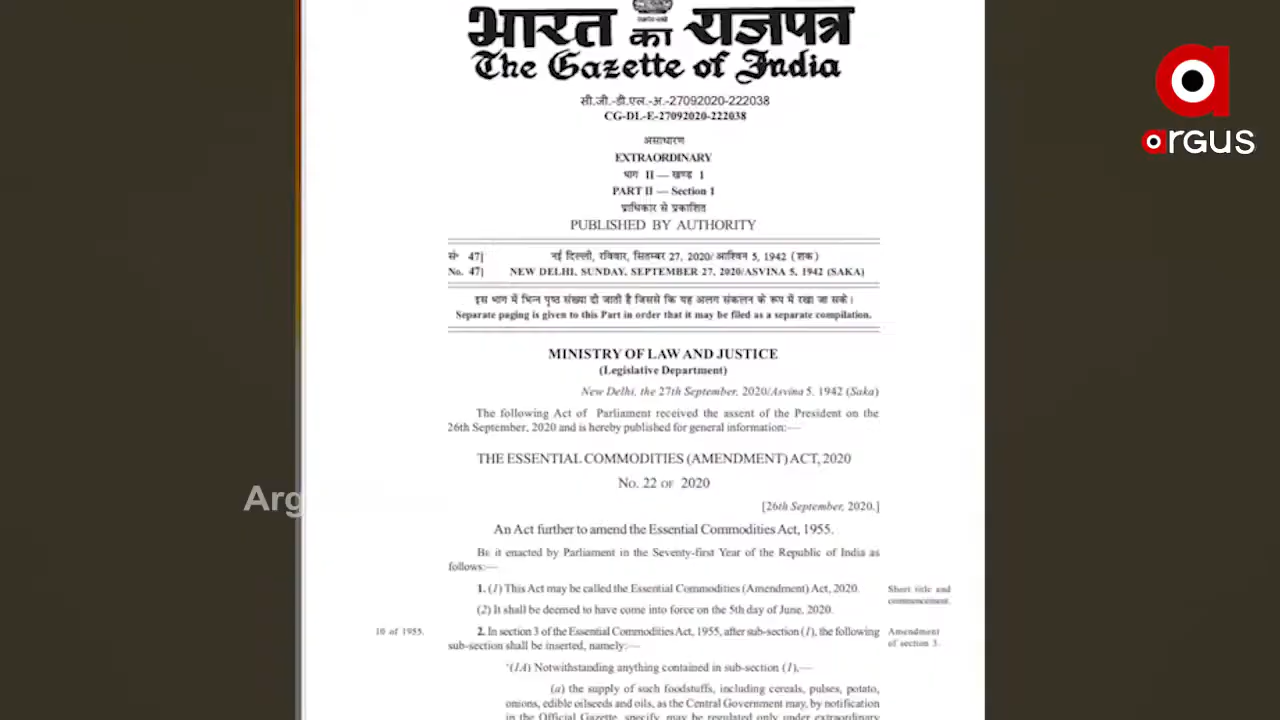 भारत का राजपत्र
The Gazette of India
सी.जी.-डी.एल.-अ.-27092020-222038
CG-DL-E-27092020-222038
असाधारण
EXTRAORDINARY
भाग II — खण्ड 1
PART II — Section 1
प्राधिकार से प्रकाशित
PUBLISHED BY AUTHORITY
सं॰ 47]
नई दिल्ली, रविवार, सितम्बर 27, 2020/ आश्विन 5, 1942 (शक)
No. 47]
NEW DELHI, SUNDAY, SEPTEMBER 27, 2020/ASVINA 5, 1942 (SAKA)
इस भाग में भिन्न पृष्ठ संख्या दी जाती है जिससे कि यह अलग संकलन के रूप में रखा जा सके।
Separate paging is given to this Part in order that it may be filed as a separate compilation.
MINISTRY OF LAW AND JUSTICE
(Legislative Department)
New Delhi, the 27th September, 2020/Asvina 5, 1942 (Saka)
The following Act of Parliament received the assent of the President on the
26th September, 2020 and is hereby published for general information:—
THE ESSENTIAL COMMODITIES (AMENDMENT) ACT, 2020
No. 22 OF 2020
[26th September, 2020.]
An Act further to amend the Essential Commodities Act, 1955.
BE it enacted by Parliament in the Seventy-first Year of the Republic of India as
follows:—
1. (1) This Act may be called the Essential Commodities (Amendment) Act, 2020.
Short title and
commencement.
(2) It shall be deemed to have come into force on the 5th day of June, 2020.
10 of 1955.
2. In section 3 of the Essential Commodities Act, 1955, after sub-section (1), the following
sub-section shall be inserted, namely:—
Amendment
of section 3.
'(1A) Notwithstanding anything contained in sub-section (1),—
(a) the supply of such foodstuffs, including cereals, pulses, potato,
onions, edible oilseeds and oils, as the Central Government may, by notification
in the Official Gazette, specify, may be regulated only under extraordinary
argus
Arg